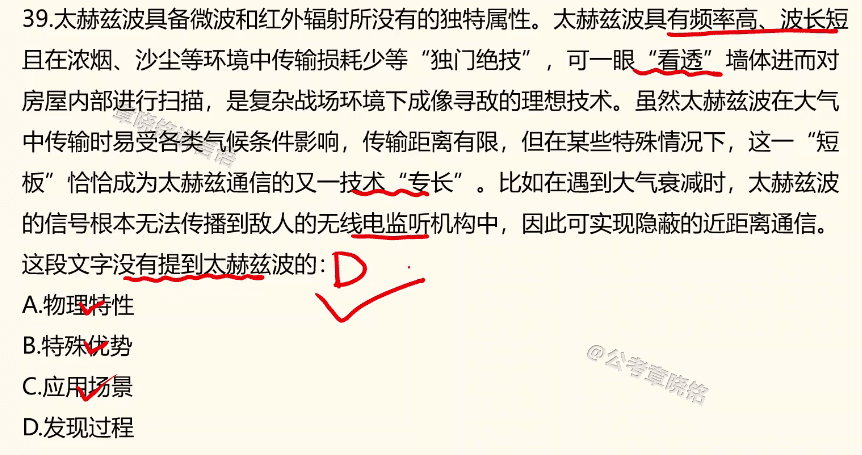 39.太赫兹波具备微波和红外辐射所没有的独特属性。太赫兹波具有频率高、波长短
且在浓烟、沙尘等环境中传输损耗少等“独门绝技”，可一眼“看透”墙体进而对
房屋内部进行扫描，是复杂战场环境下成像寻敌的理想技术。虽然太赫兹波在大气
中传输时易受各类气候条件影响，传输距离有限，但在某些特殊情况下，这一“短
板”恰恰成为太赫兹通信的又一技术“专长”。比如在遇到大气衰减时，太赫兹波
的信号根本无法传播到敌人的无线电监听机构中，因此可实现隐蔽的近距离通信。
这段文字没有提到太赫兹波的：D
A.物理特性
B.特殊优势
C.应用场景
D.发现过程
@公考章晓铭